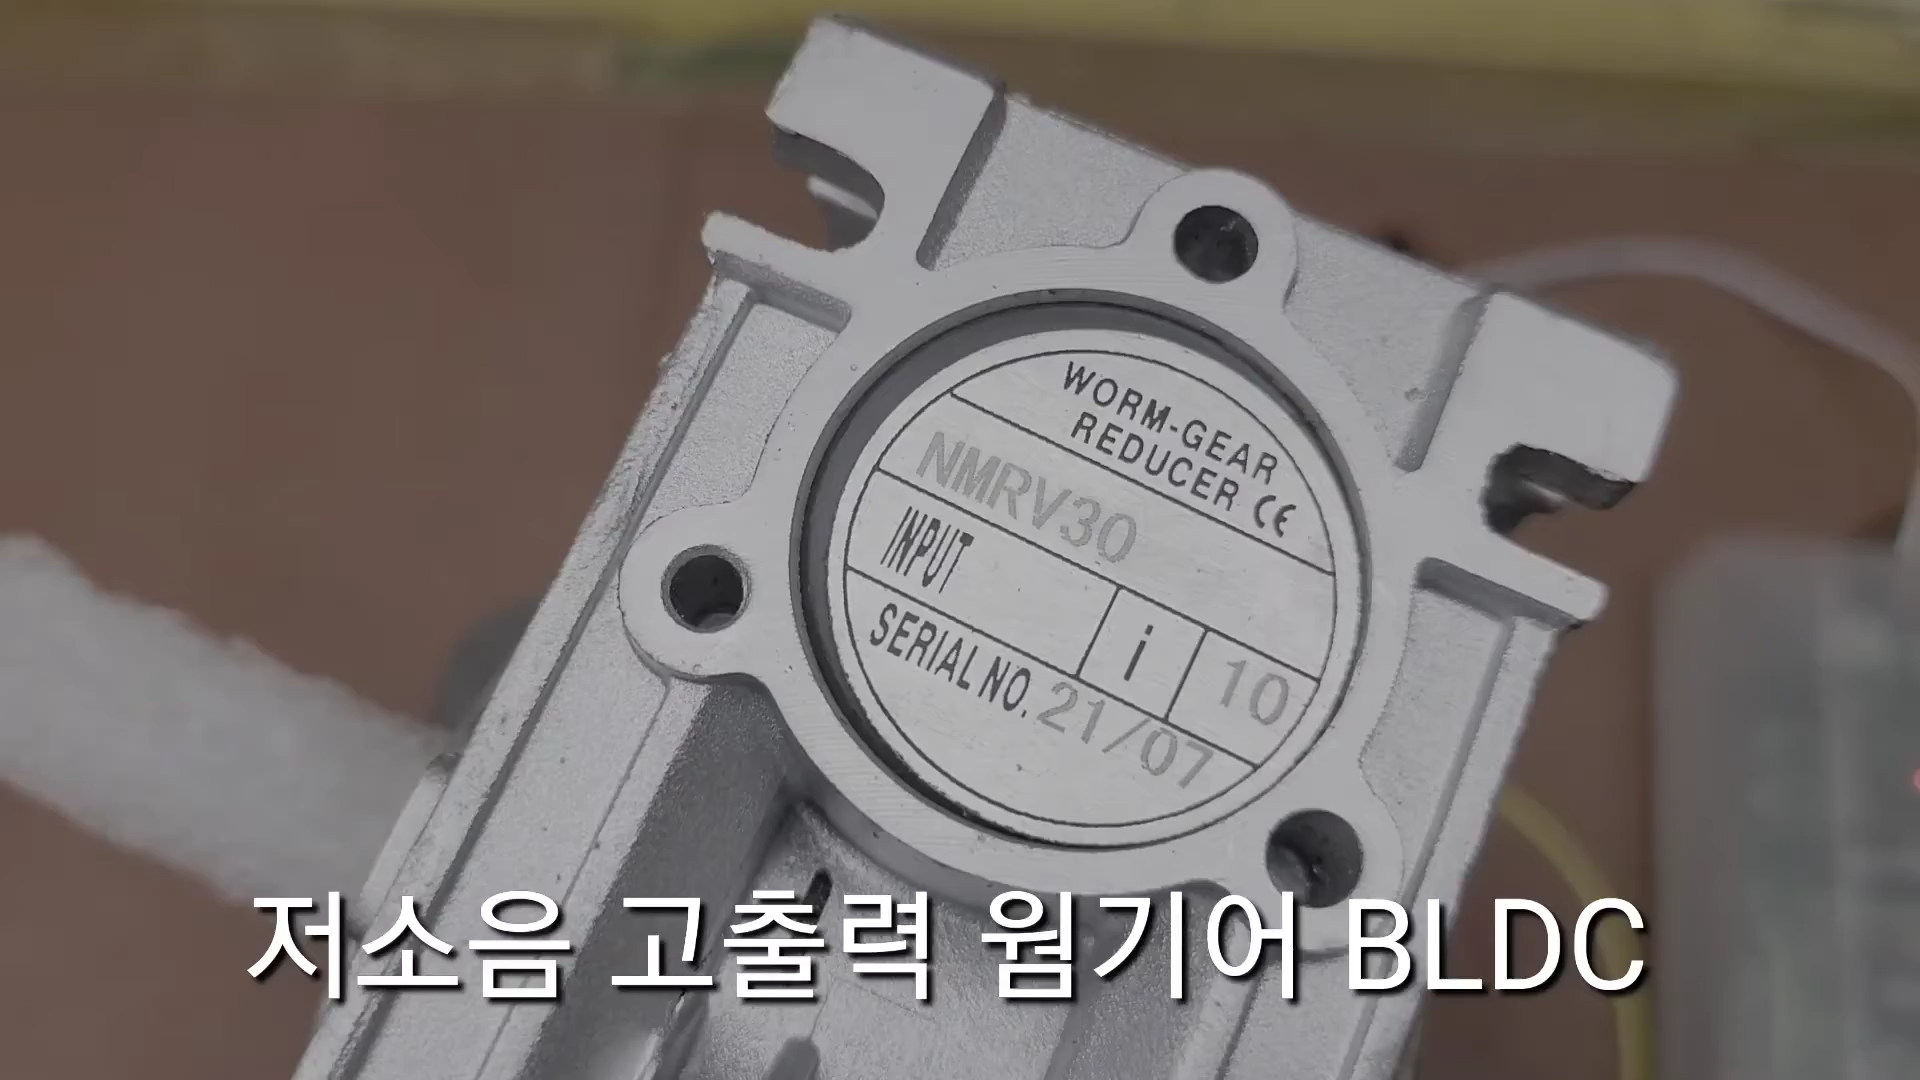 WORM-GEAR
REDUCER CE
NMRV30
INPUT i 10
SERIAL NO. 21/07
저소음 고출력 웜기어 BLDC